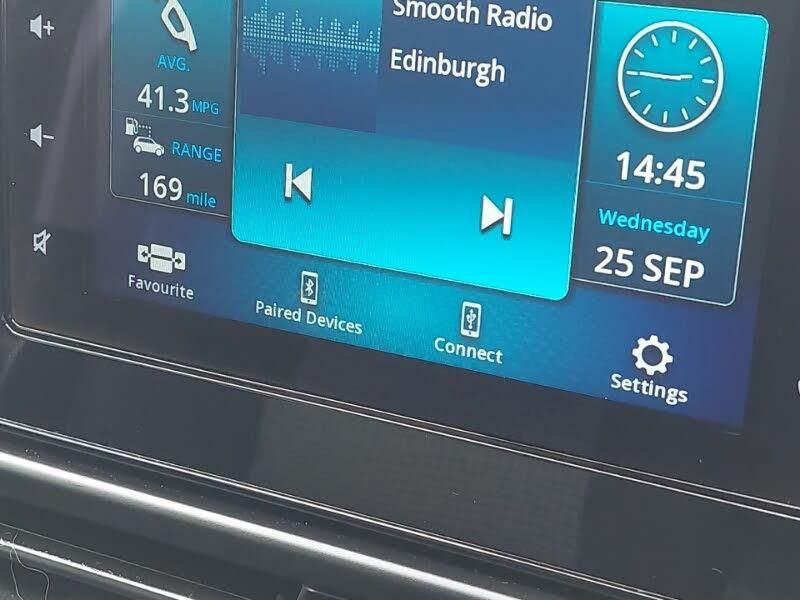 Smooth Radio
Edinburgh
AVG.
41.3 MPG
RANGE
169 mile
14:45
Wednesday
25 SEP
Favourite
Paired Devices
Connect
Settings